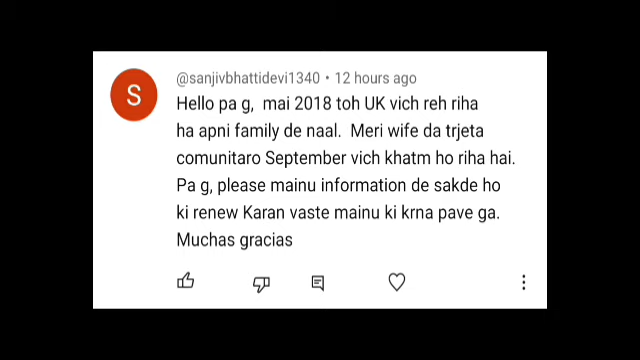 S
@sanjivbhattidevi1340 • 12 hours ago
Hello pa g, mai 2018 toh UK vich reh riha
ha apni family de naal. Meri wife da trjeta
comunitaro September vich khatm ho riha hai.
Pa g, please mainu information de sakde ho
ki renew Karan vaste mainu ki krna pave ga.
Muchas gracias